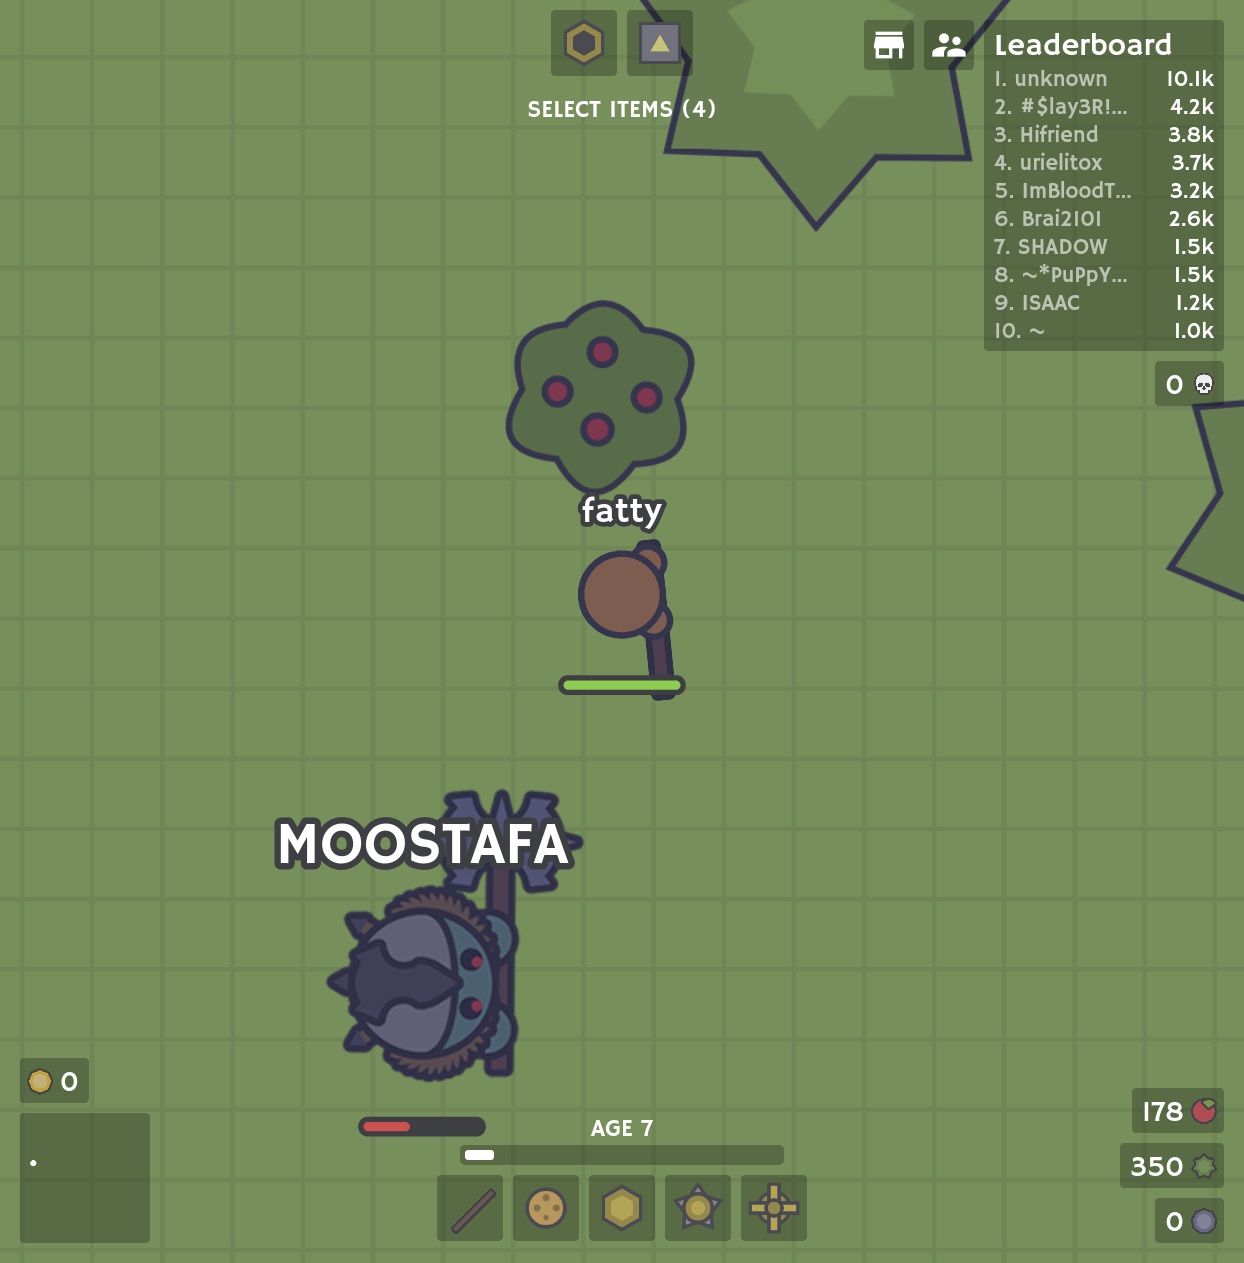 SELECT ITEMS (4)
Leaderboard
1. unknown 10.1k
2. #$lay3R!... 4.2k
3. Hifriend 3.8k
4. urielitox 3.7k
5. ImBloodT... 3.2k
6. Brai2101 2.6k
7. SHADOW 1.5k
8. ~*PuPpY... 1.5k
9. ISAAC 1.2k
10. ~ 1.0k
0
fatty
MOOSTAFA
0
AGE 7
178
350
0